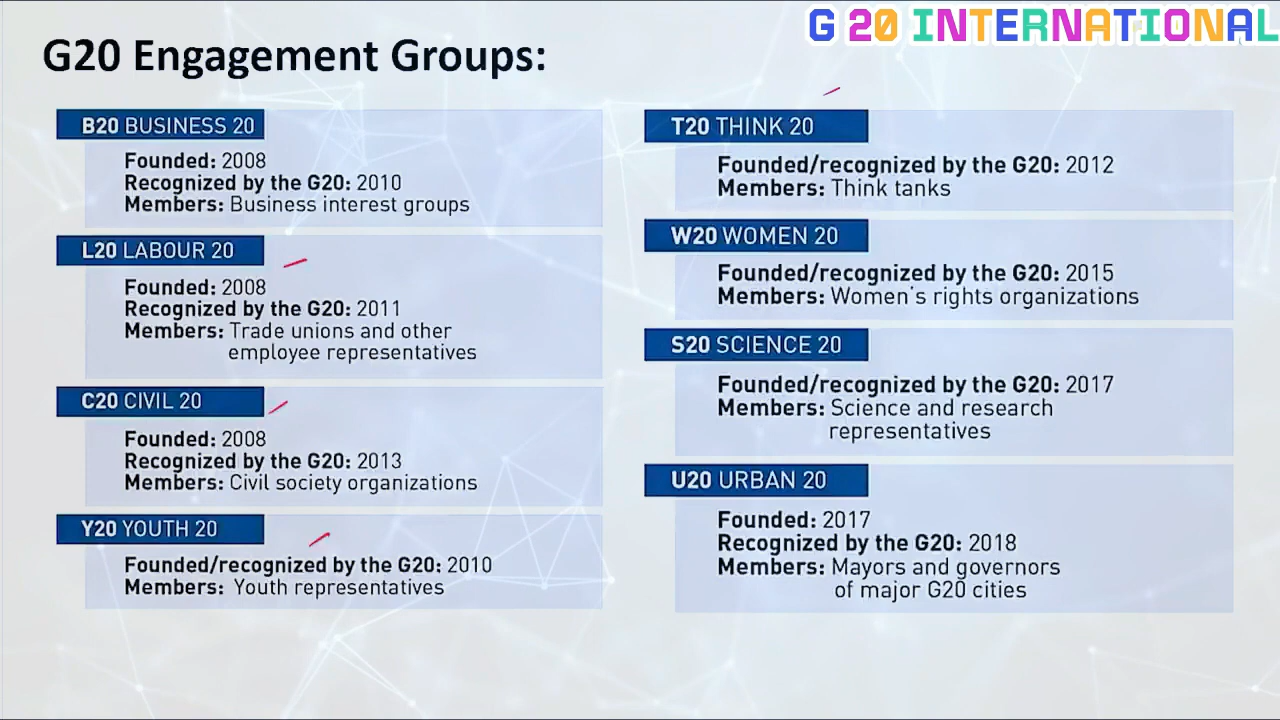 G 20 INTERNATIONAL
G20 Engagement Groups:
B20 BUSINESS 20
Founded: 2008
Recognized by the G20: 2010
Members: Business interest groups
L20 LABOUR 20
Founded: 2008
Recognized by the G20: 2011
Members: Trade unions and other
employee representatives
C20 CIVIL 20
Founded: 2008
Recognized by the G20: 2013
Members: Civil society organizations
Y20 YOUTH 20
Founded/recognized by the G20: 2010
Members: Youth representatives
T20 THINK 20
Founded/recognized by the G20: 2012
Members: Think tanks
W20 WOMEN 20
Founded/recognized by the G20: 2015
Members: Women's rights organizations
S20 SCIENCE 20
Founded/recognized by the G20: 2017
Members: Science and research
representatives
U20 URBAN 20
Founded: 2017
Recognized by the G20: 2018
Members: Mayors and governors
of major G20 cities